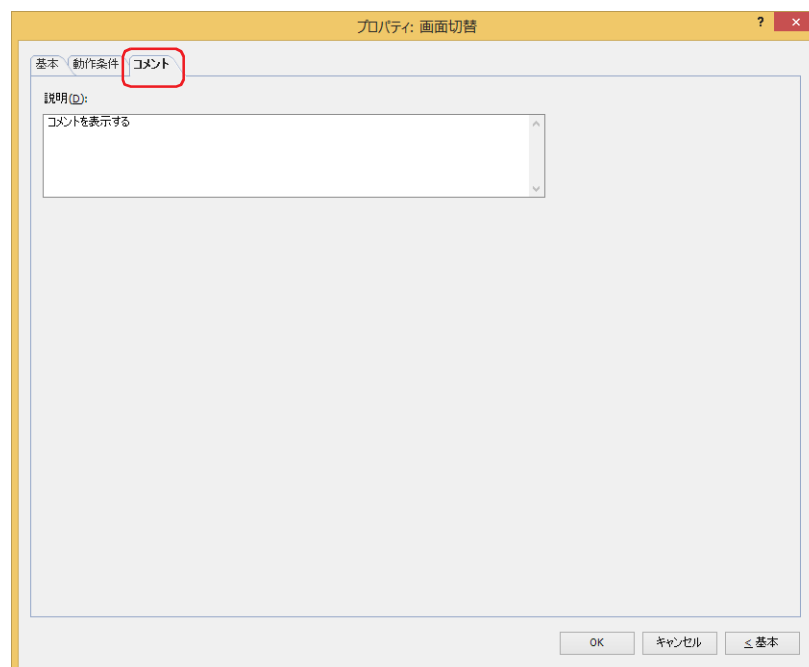 プロパティ: 画面切替
?
×
基本 動作条件 コメント
説明(D):
コメントを表示する
OK キャンセル < 基本